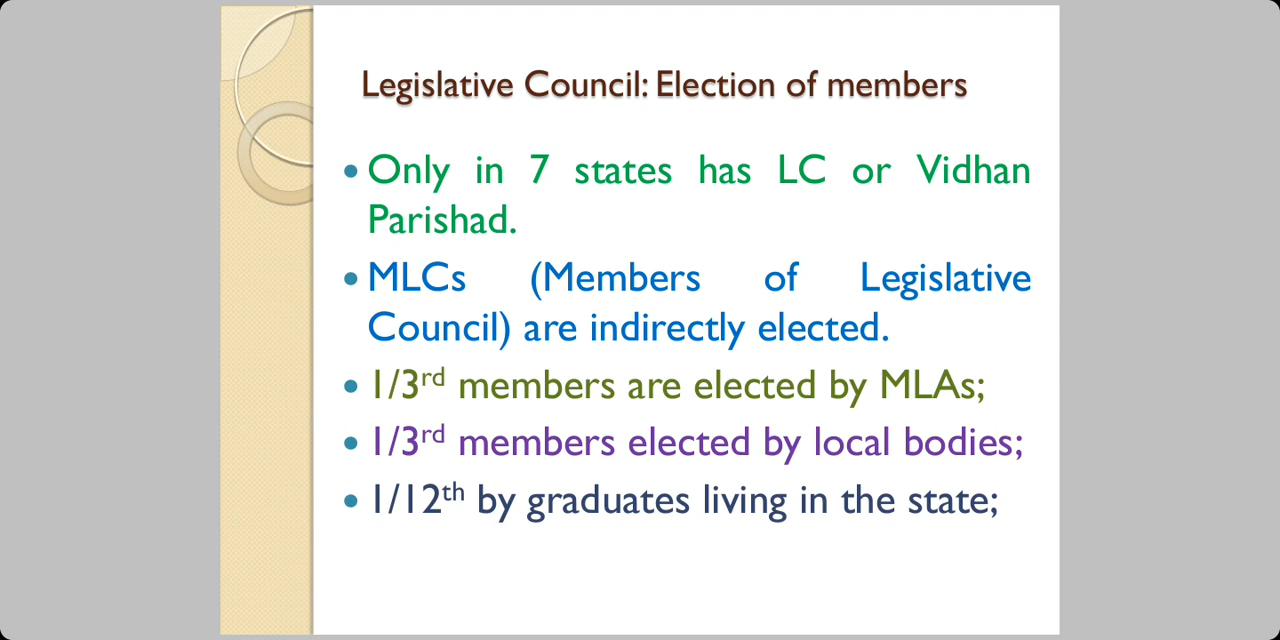 Legislative Council: Election of members
• Only in 7 states has LC or Vidhan
Parishad.
• MLCs (Members of Legislative
Council) are indirectly elected.
• 1/3rd members are elected by MLAs;
• 1/3rd members elected by local bodies;
• 1/12th by graduates living in the state;